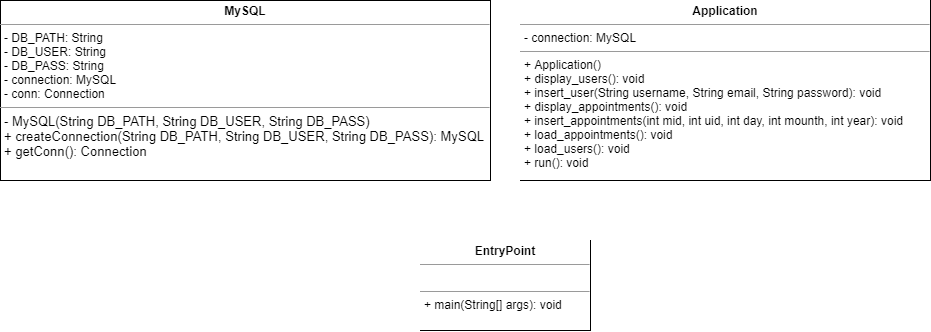 MySQL
- DB_PATH: String
- DB_USER: String
- DB_PASS: String
- connection: MySQL
- conn: Connection
- MySQL(String DB_PATH, String DB_USER, String DB_PASS)
+ createConnection(String DB_PATH, String DB_USER, String DB_PASS): MySQL
+ getConn(): Connection
Application
- connection: MySQL
+ Application()
+ display_users(): void
+ insert_user(String username, String email, String password): void
+ display_appointments(): void
+ insert_appointments(int mid, int uid, int day, int mounth, int year): void
+ load_appointments(): void
+ load_users(): void
+ run(): void
EntryPoint
+ main(String[] args): void